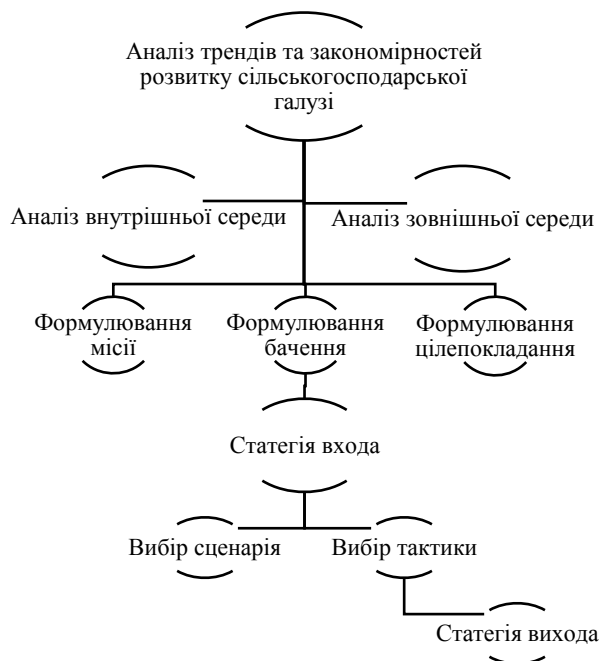 Аналіз трендів та закономірностей
розвитку сільськогосподарської
галузі
Аналіз внутрішньої середи
Аналіз зовнішньої середи
Формулювання
місії
Формулювання
бачення
Формулювання
цілепокладання
Статегія входа
Вибір сценарія
Вибір тактики
Статегія вихода